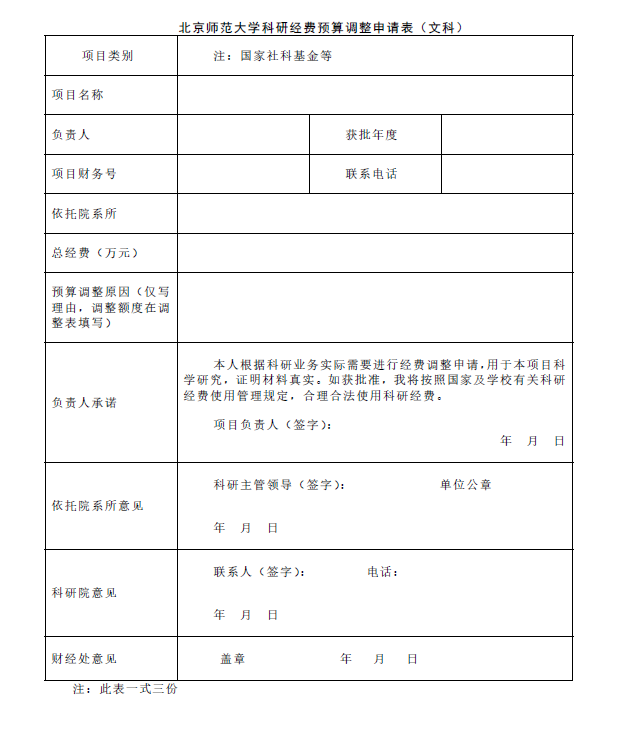 北京师范大学科研经费预算调整申请表（文科）
项目类别 注：国家社科基金等
项目名称
负责人 获批年度
项目财务号 联系电话
依托院系所
总经费（万元）
预算调整原因（仅写
理由，调整额度在调
整表填写）
负责人承诺
本人根据科研业务实际需要进行经费调整申请,用于本项目科
学研究，证明材料真实。如获批准，我将按照国家及学校有关科研
经费使用管理规定，合理合法使用科研经费。
项目负责人（签字）：
年 月 日
依托院系所意见
科研主管领导（签字）： 单位公章
年 月 日
科研院意见
联系人（签字）： 电话：
年 月 日
财经处意见 盖章 年 月 日
注：此表一式三份